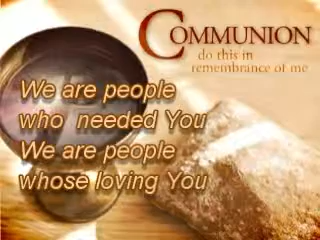 COMMUNION
do this in
remembrance of me
We are people
who needed You
We are people
whose loving You